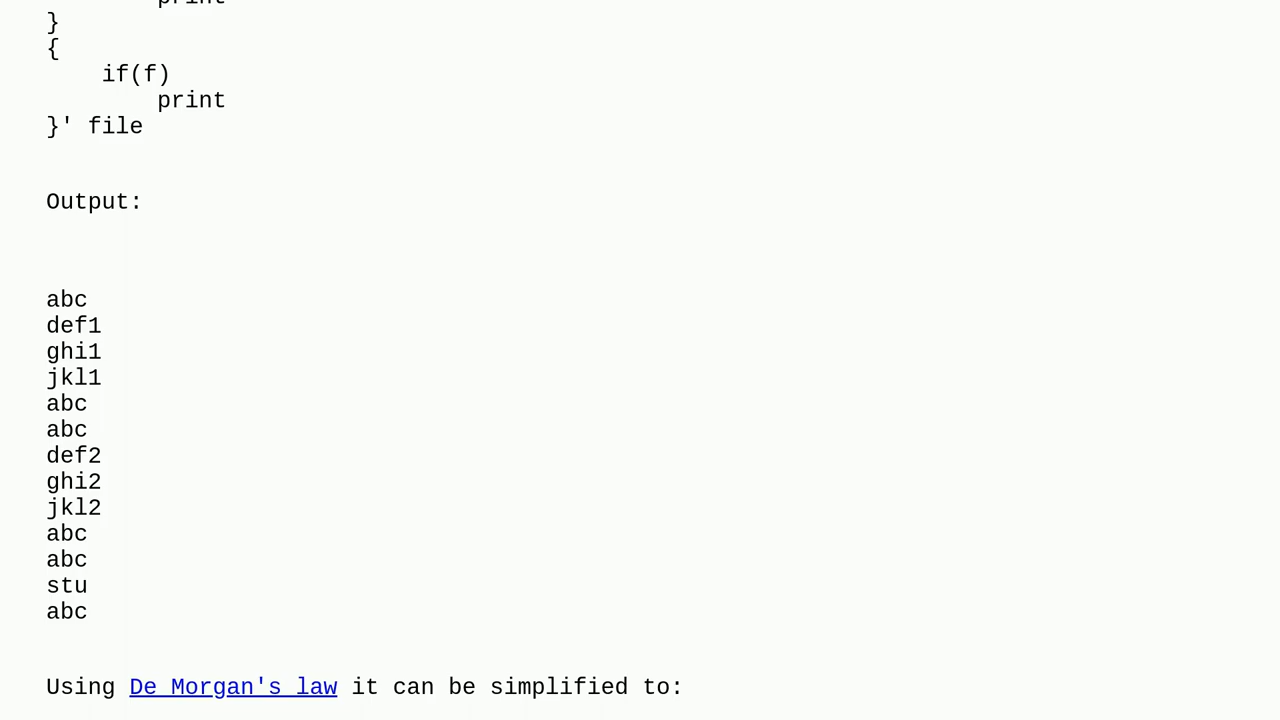 print
}
{
    if(f)
        print
}' file
Output:
abc
def1
ghi1
jkl1
abc
abc
def2
ghi2
jkl2
abc
abc
stu
abc
Using De Morgan's law it can be simplified to: